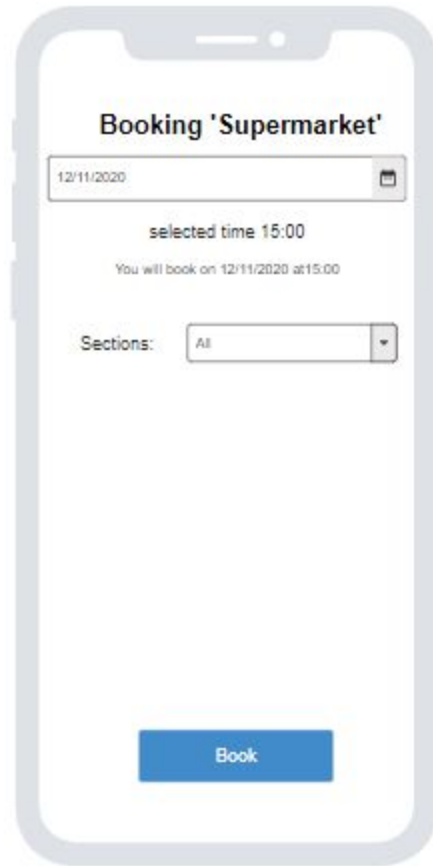 Booking 'Supermarket'
12/11/2020
selected time 15:00
You will book on 12/11/2020 at15:00
Sections:
All
Book